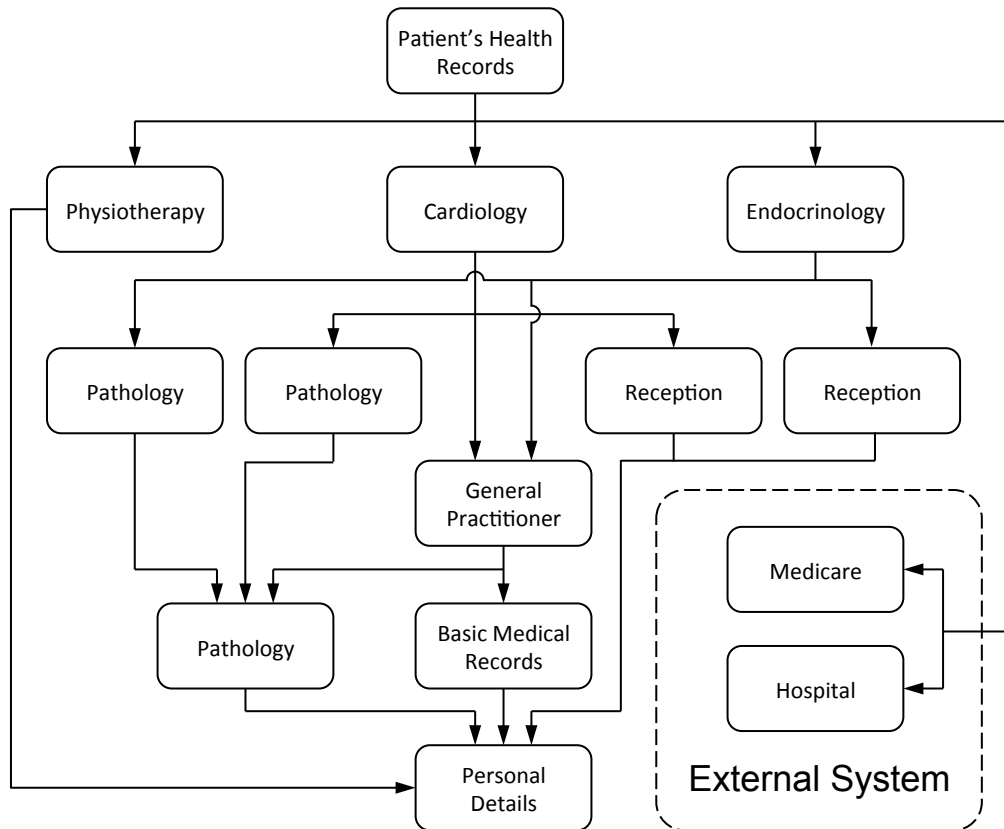 Patient’s Health
Records
Physiotherapy
Cardiology
Endocrinology
Pathology
Pathology
Reception
Reception
General
Practitioner
Medicare
Pathology
Basic Medical
Records
Hospital
Personal
Details
External System